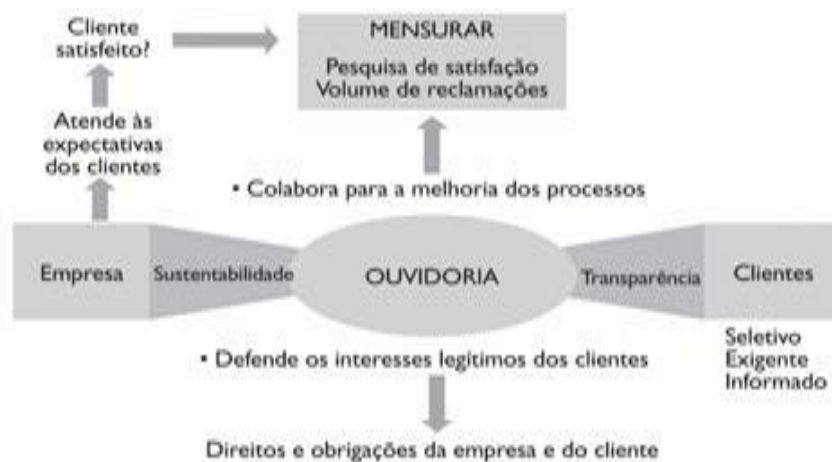 Cliente
satisfeito?
MENSURAR
Pesquisa de satisfação
Volume de reclamações
Atende às
expectativas
dos clientes
• Colabora para a melhoria dos processos
Empresa
Sustentabilidade
OUVIDORIA
Transparência
Clientes
• Defende os interesses legítimos dos clientes
Seletivo
Exigente
Informado
Direitos e obrigações da empresa e do cliente